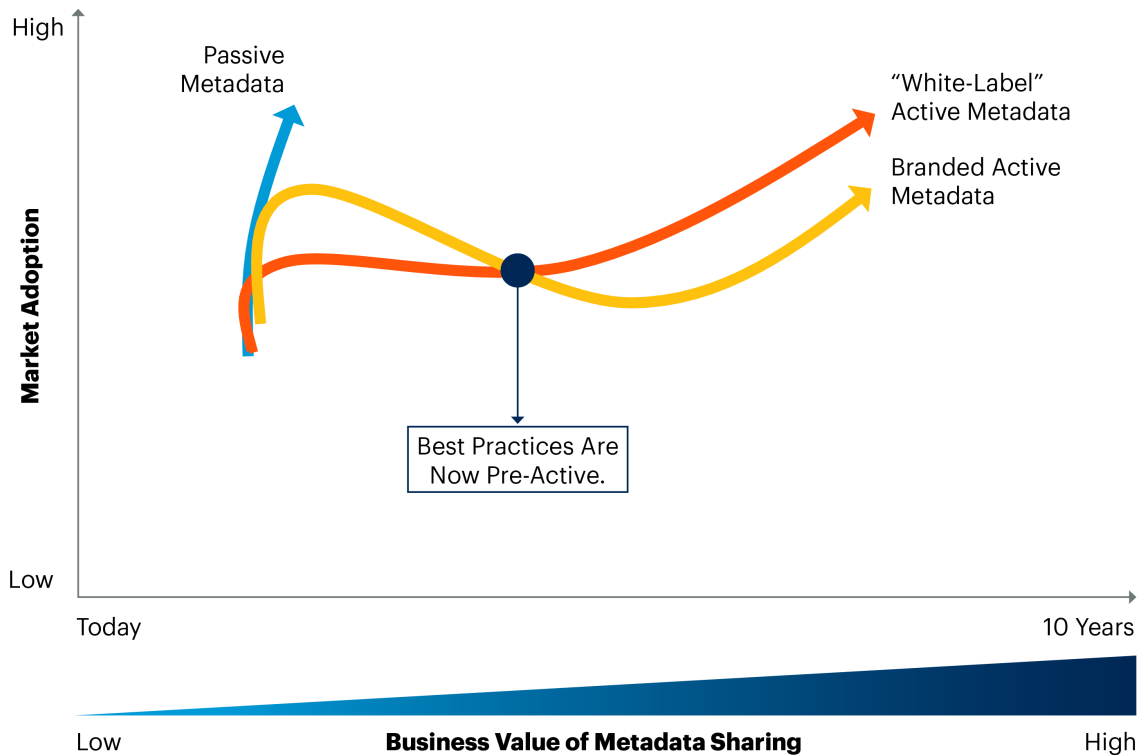 High
Passive
Metadata
“White-Label”
Active Metadata
Branded Active
Metadata
Market Adoption
Best Practices Are
Now Pre-Active.
Low
Today
10 Years
Low
Business Value of Metadata Sharing
High